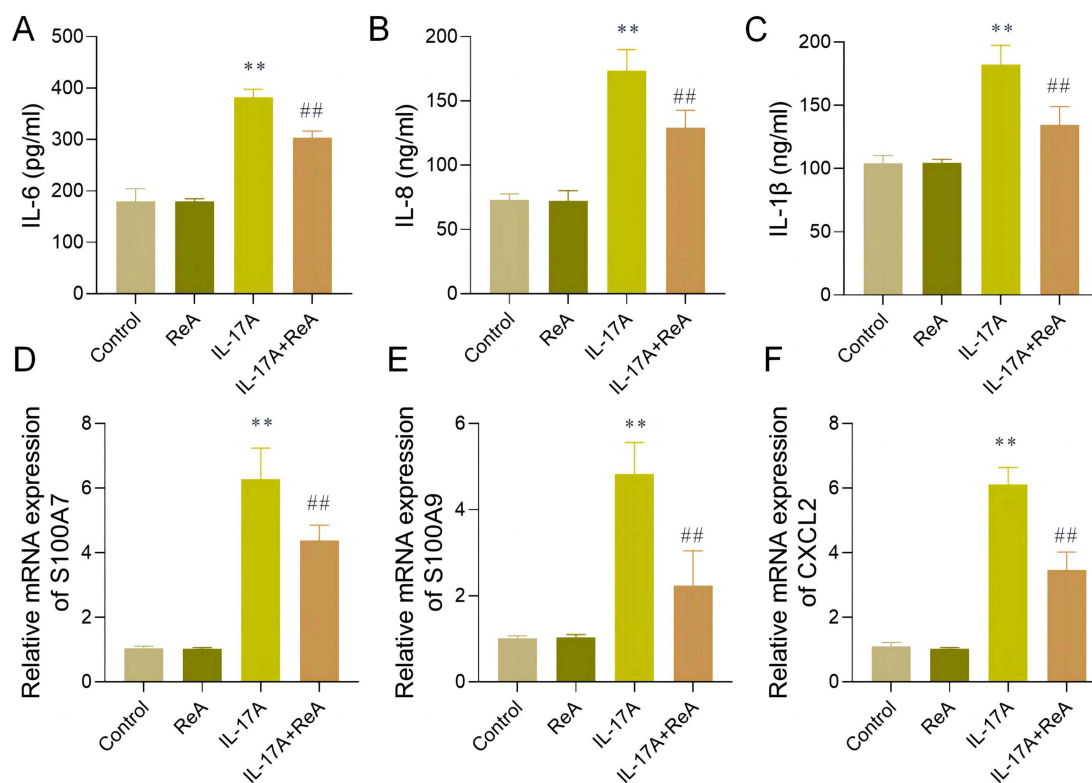 A
IL-6 (pg/ml)
500
400
300
200
100
0
**
##
Control
ReA
IL-17A
IL-17A+ReA
B
IL-8 (ng/ml)
200
150
100
50
0
**
##
Control
ReA
IL-17A
IL-17A+ReA
C
IL-1β (ng/ml)
200
150
100
50
0
**
##
Control
ReA
IL-17A
IL-17A+ReA
D
Relative mRNA expression
of S100A7
8
6
4
2
0
**
##
Control
ReA
IL-17A
IL-17A+ReA
E
Relative mRNA expression
of S100A9
6
4
2
0
**
##
Control
ReA
IL-17A
IL-17A+ReA
F
Relative mRNA expression
of CXCL2
8
6
4
2
0
**
##
Control
ReA
IL-17A
IL-17A+ReA